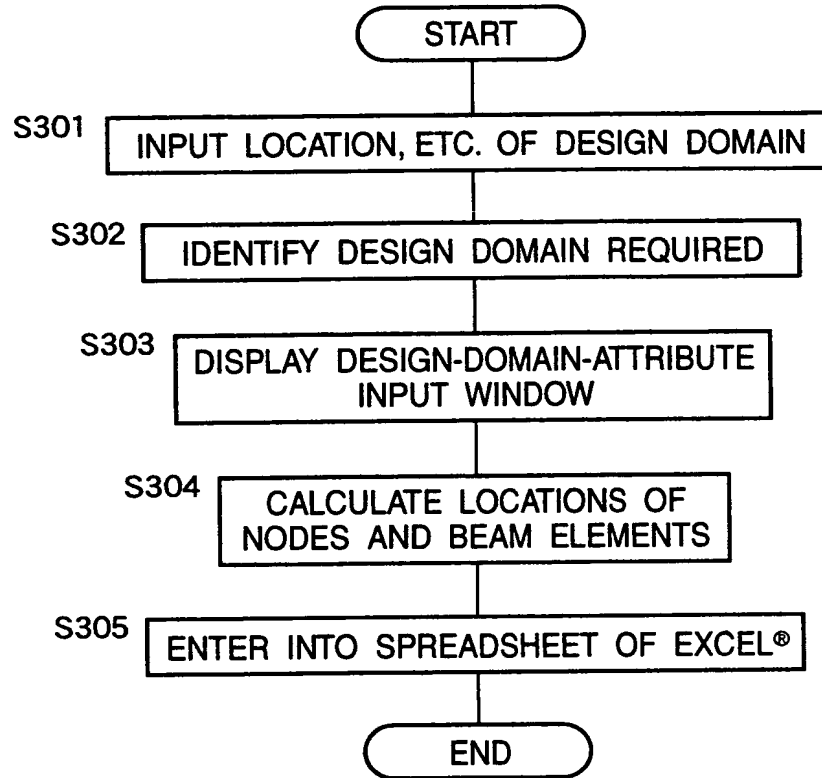 START
S301
INPUT LOCATION, ETC. OF DESIGN DOMAIN
S302
IDENTIFY DESIGN DOMAIN REQUIRED
S303
DISPLAY DESIGN-DOMAIN-ATTRIBUTE
INPUT WINDOW
S304
CALCULATE LOCATIONS OF
NODES AND BEAM ELEMENTS
S305
ENTER INTO SPREADSHEET OF EXCEL®
END